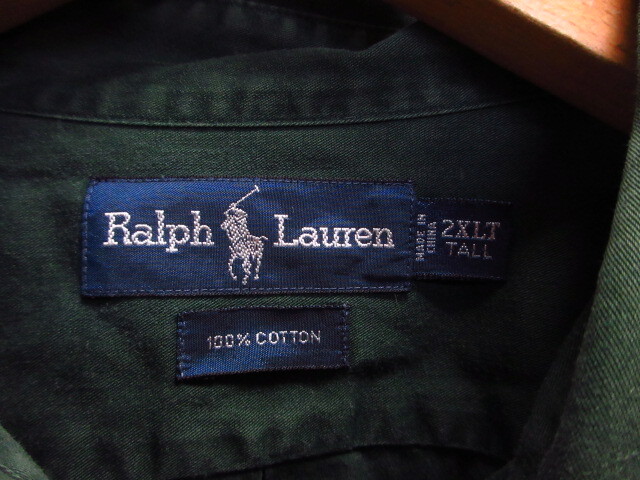 Ralph Lauren
MADE IN
CHINA
2XLT
TALL
100% COTTON